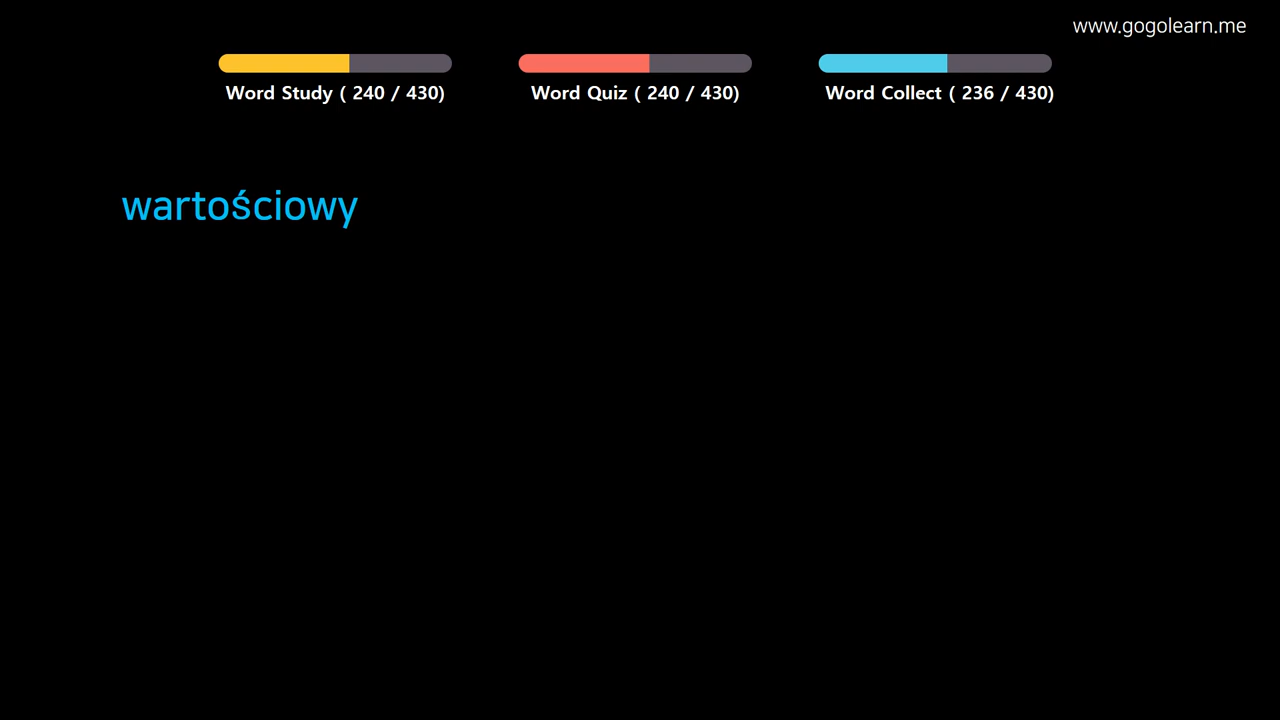 www.gogolearn.me
Word Study ( 240 / 430)
Word Quiz ( 240 / 430)
Word Collect ( 236 / 430)
wartościowy